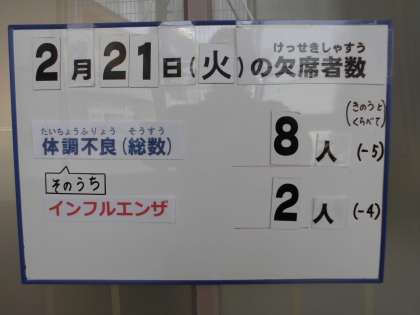 けっせきしゃすう
2月21日(火)の欠席者数
(きのうと
くらべて)
たいちょうふりょう そうすう
体調不良(総数) 8人 (-5)
そのうち
インフルエンザ 2人 (-4)